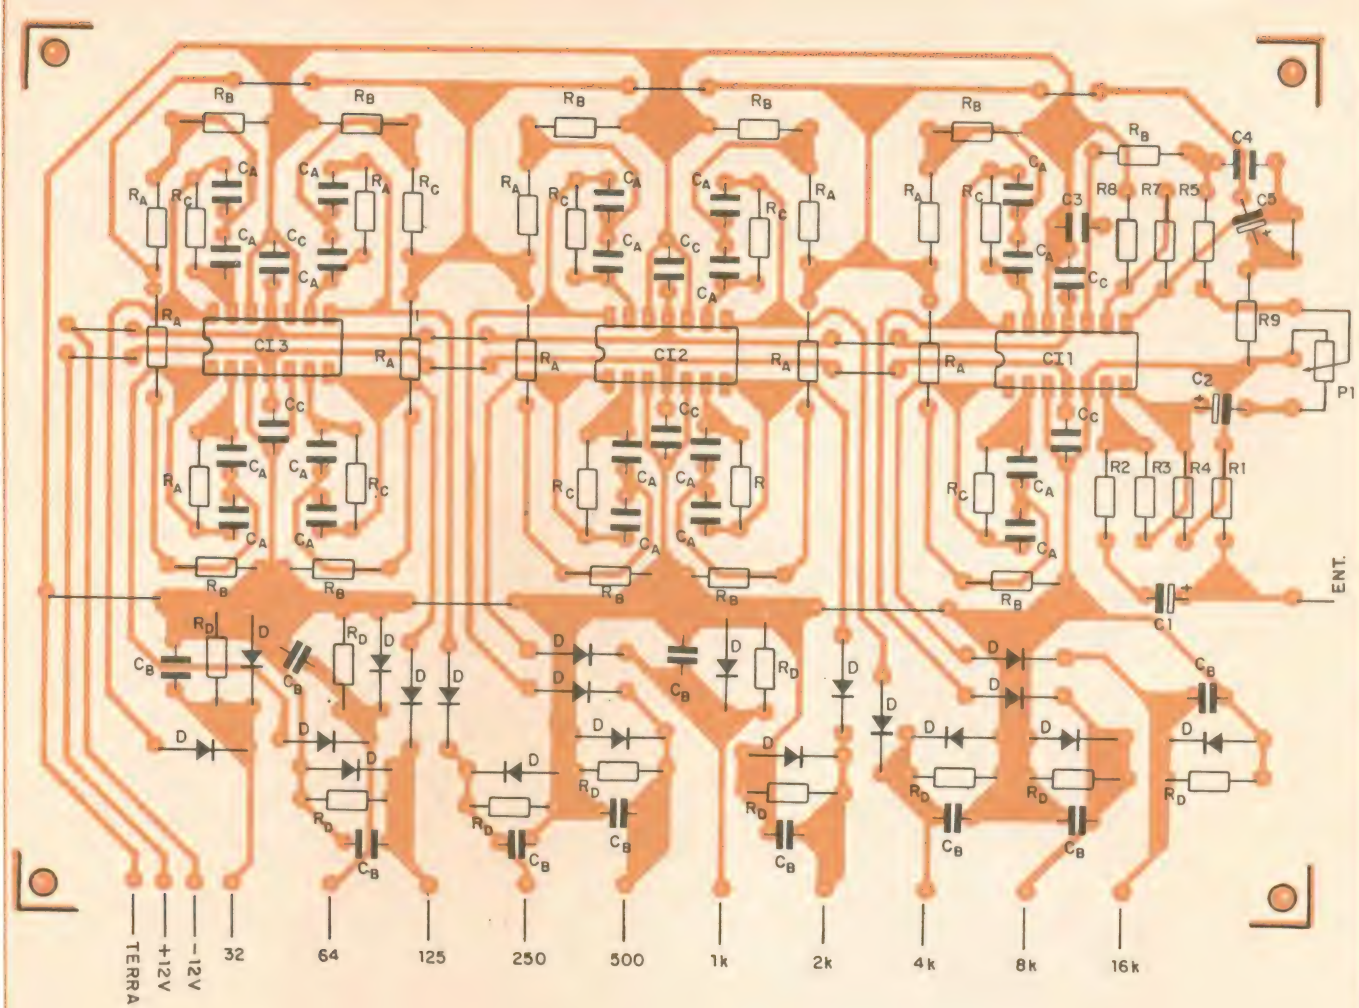 RB RB RB RB RB RB C4
RA RC CA CA RA RC RA RC CA CA RC RA RA RC CA C3 R8 R7 R5 C5 +
CA CC CA CA CC CA CA CC
RA CI3 RA RA CI2 RA RA CI1 R9 P1
CC CC CC C2 +
RA CA CA RC RC CA CA R RC CA R2 R3 R4 R1
CA CA CA CA CA
RB RB RB RB RB C1 + ENT.
RD D CB RD D D D D CB D RD D D CB
CB D D D D
D D D D D D D D
D RD RD CB RD RD RD RD
RD CB CB CB CB CB
TERRA
+12V
-12V
32
64
125
250
500
1k
2k
4k
8k
16k